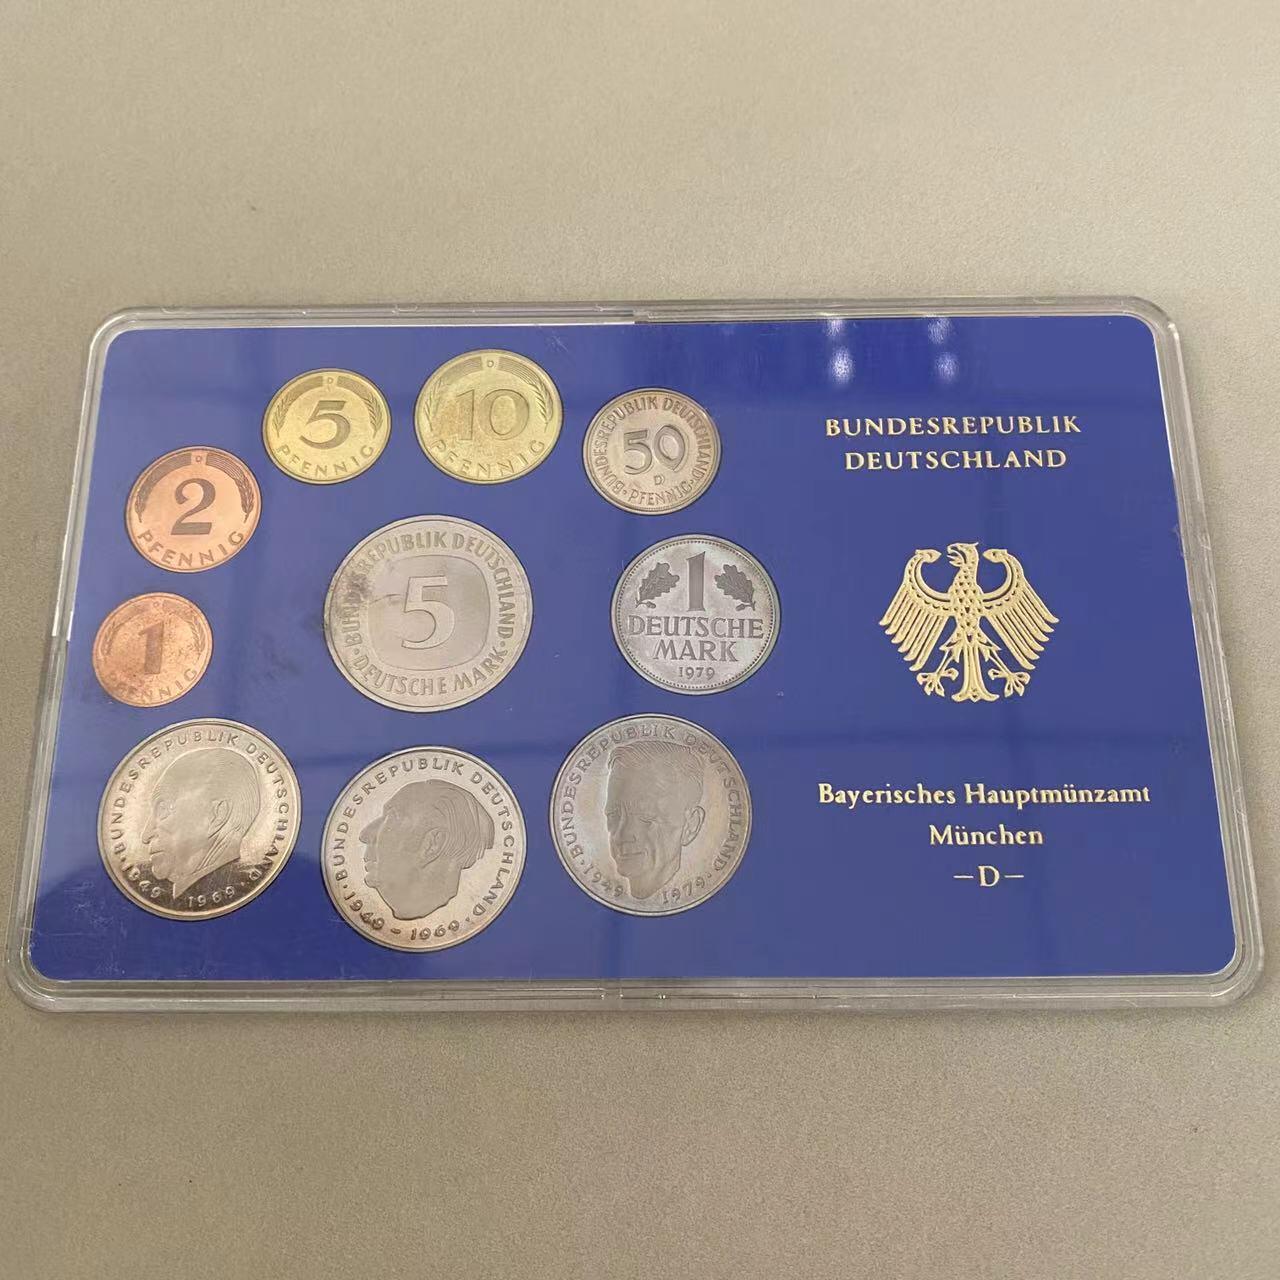 D
5
PFENNIG
D
10
PFENNIG
BUNDESREPUBLIK DEUTSCHLAND
50
D
·PFENNIG·
D
2
PFENNIG
BUNDESREPUBLIK DEUTSCHLAND
5
·DEUTSCHE MARK·
1
DEUTSCHE
MARK
1979
D
1
PFENNIG
·BUNDESREPUBLIK DEUTSCHLAND·
1949 1969
·BUNDESREPUBLIK DEUTSCHLAND·
1949 - 1969
·BUNDESREPUBLIK DEUTSCHLAND·
1949 1979
BUNDESREPUBLIK
DEUTSCHLAND
Bayerisches Hauptmünzamt
München
—D—